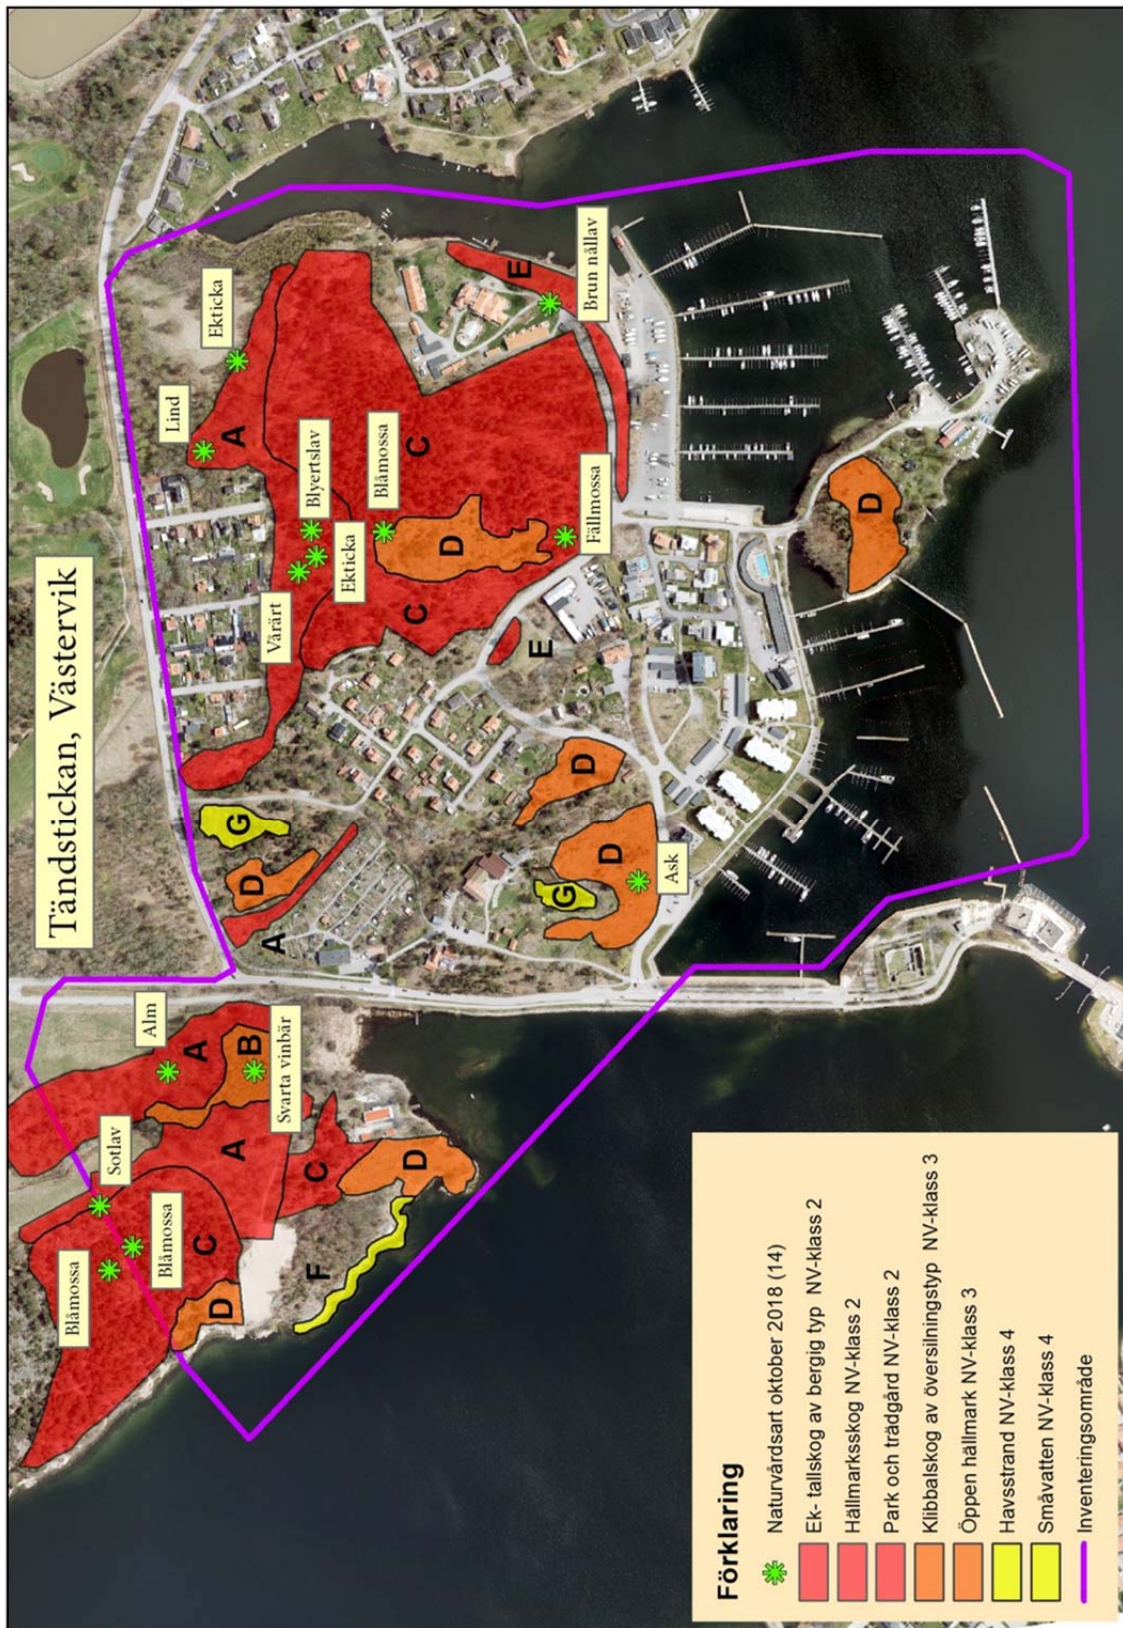 Tändstickan, Västervik
Blåmossa
Sotlav
Blåmossa
Alm
Svarta vinbär
A
A
B
C
C
D
D
F
Lind
Ekticka
Vårärt
Blyertslav
Ekticka
Blåmossa
Fällmossa
Brun nållav
Ask
A
A
C
C
D
D
D
D
D
E
E
G
G
Förklaring
Naturvårdsart oktober 2018 (14)
Ek- tallskog av bergig typ NV-klass 2
Hällmarksskog NV-klass 2
Park och trädgård NV-klass 2
Klibbalskog av översilningstyp NV-klass 3
Öppen hällmark NV-klass 3
Havsstrand NV-klass 4
Småvatten NV-klass 4
Inventeringsområde